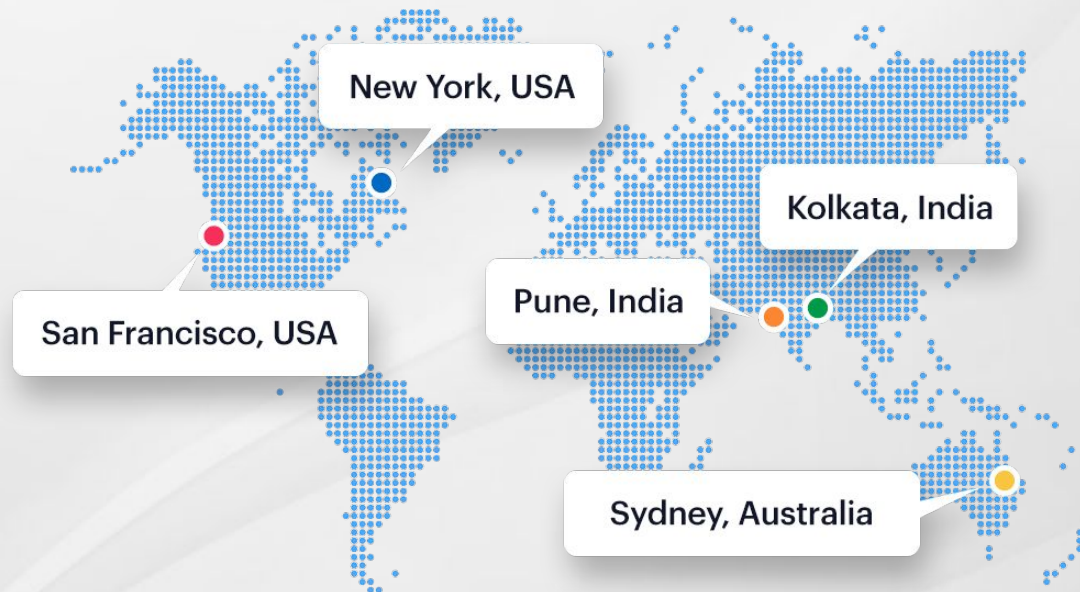 New York, USA
Kolkata, India
Pune, India
San Francisco, USA
Sydney, Australia